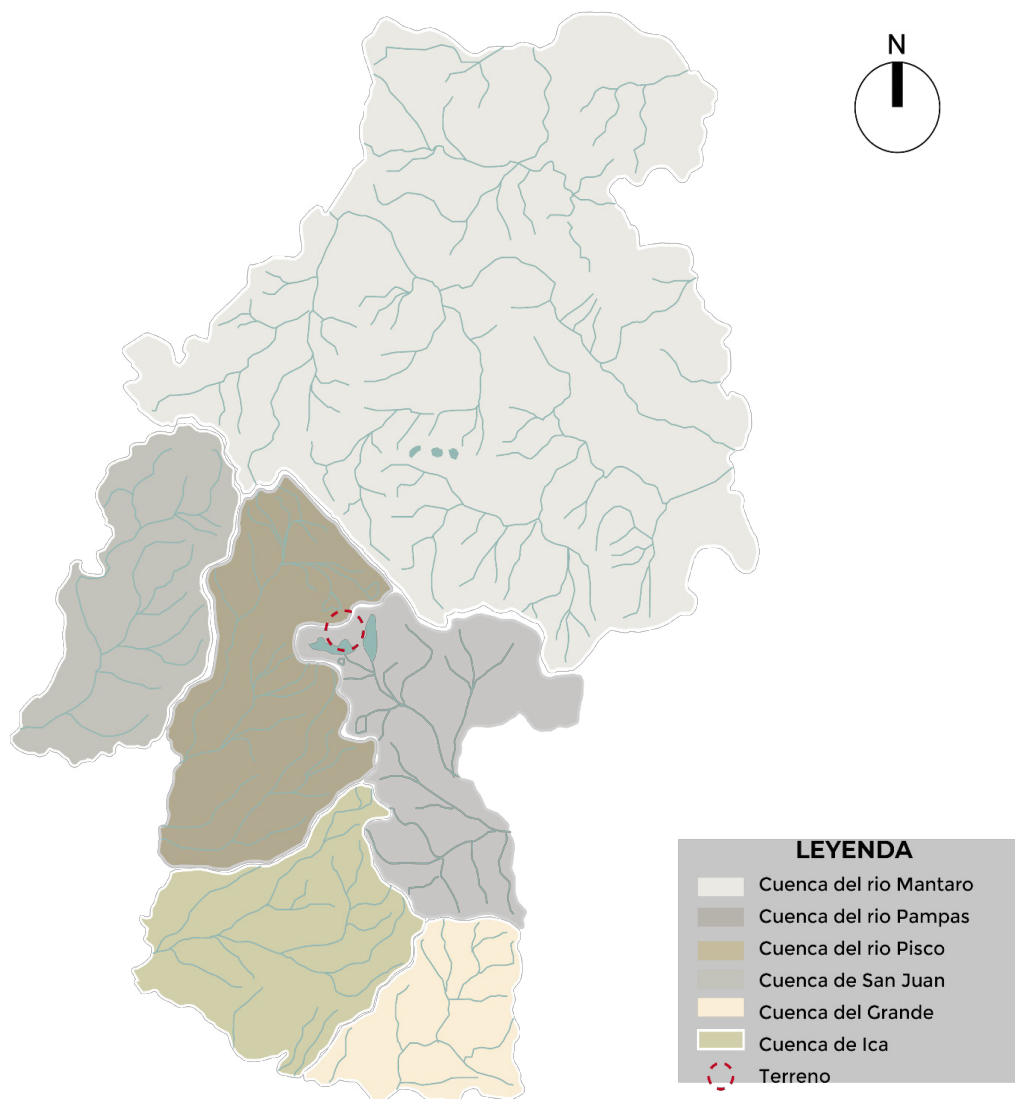 N
LEYENDA
Cuenca del rio Mantaro
Cuenca del rio Pampas
Cuenca del rio Pisco
Cuenca de San Juan
Cuenca del Grande
Cuenca de Ica
Terreno